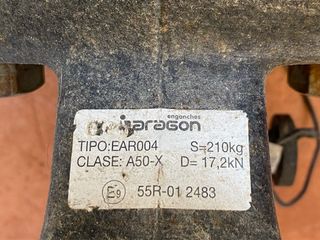 enganches
aragon
TIPO:EAR004 S=210kg
CLASE: A50-X D= 17,2kN
E9 55R-01 2483